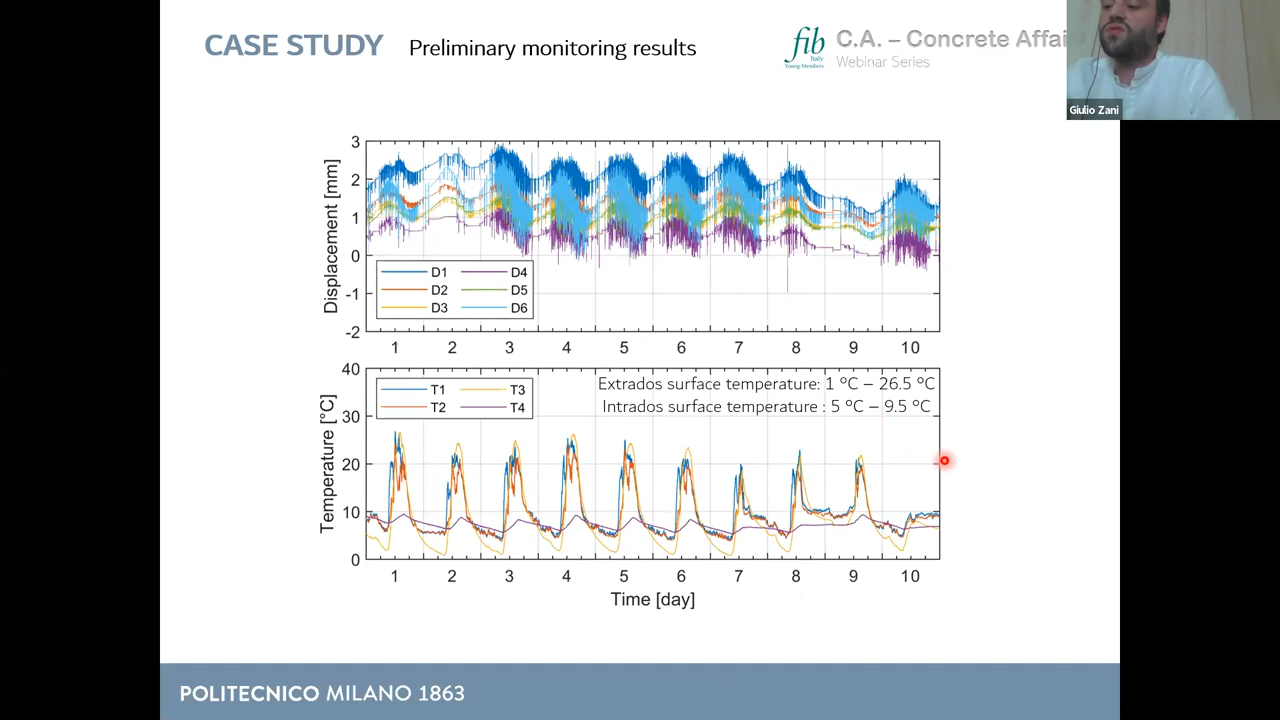 CASE STUDY Preliminary monitoring results
fib
Italy
Young Members
C.A. – Concrete Affai
Webinar Series
Giulio Zani
Displacement [mm]
3
2
1
0
-1
-2
D1 D4
D2 D5
D3 D6
1 2 3 4 5 6 7 8 9 10
Temperature [°C]
40
30
20
10
0
T1 T3
T2 T4
Extrados surface temperature: 1 °C – 26.5 °C
Intrados surface temperature : 5 °C – 9.5 °C
1 2 3 4 5 6 7 8 9 10
Time [day]
POLITECNICO MILANO 1863